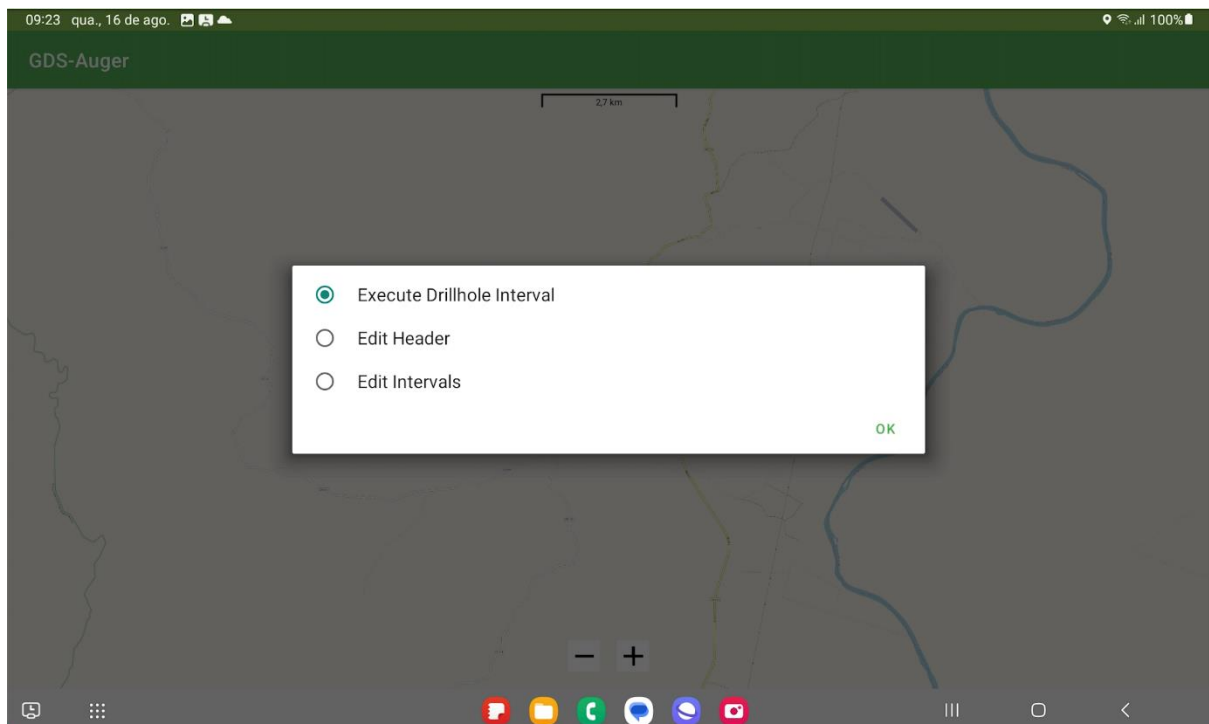 09:23 qua., 16 de ago. 100%
GDS-Auger
2,7 km
Execute Drillhole Interval
Edit Header
Edit Intervals
OK